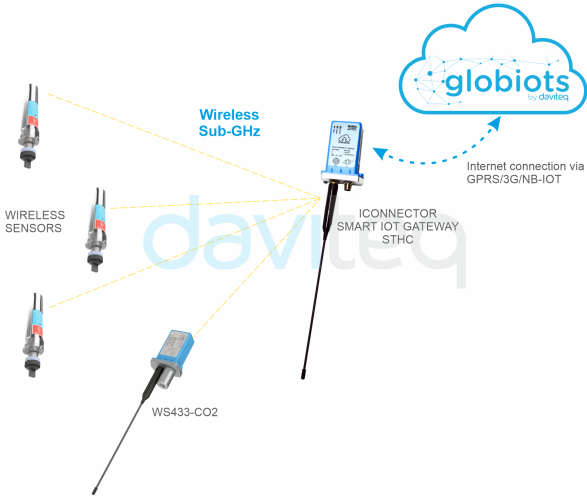 globiots
by daviteq
Wireless
Sub-GHz
Internet connection via
GPRS/3G/NB-IOT
WIRELESS
SENSORS
ICONNECTOR
SMART IOT GATEWAY
STHC
daviteq
WS433-CO2